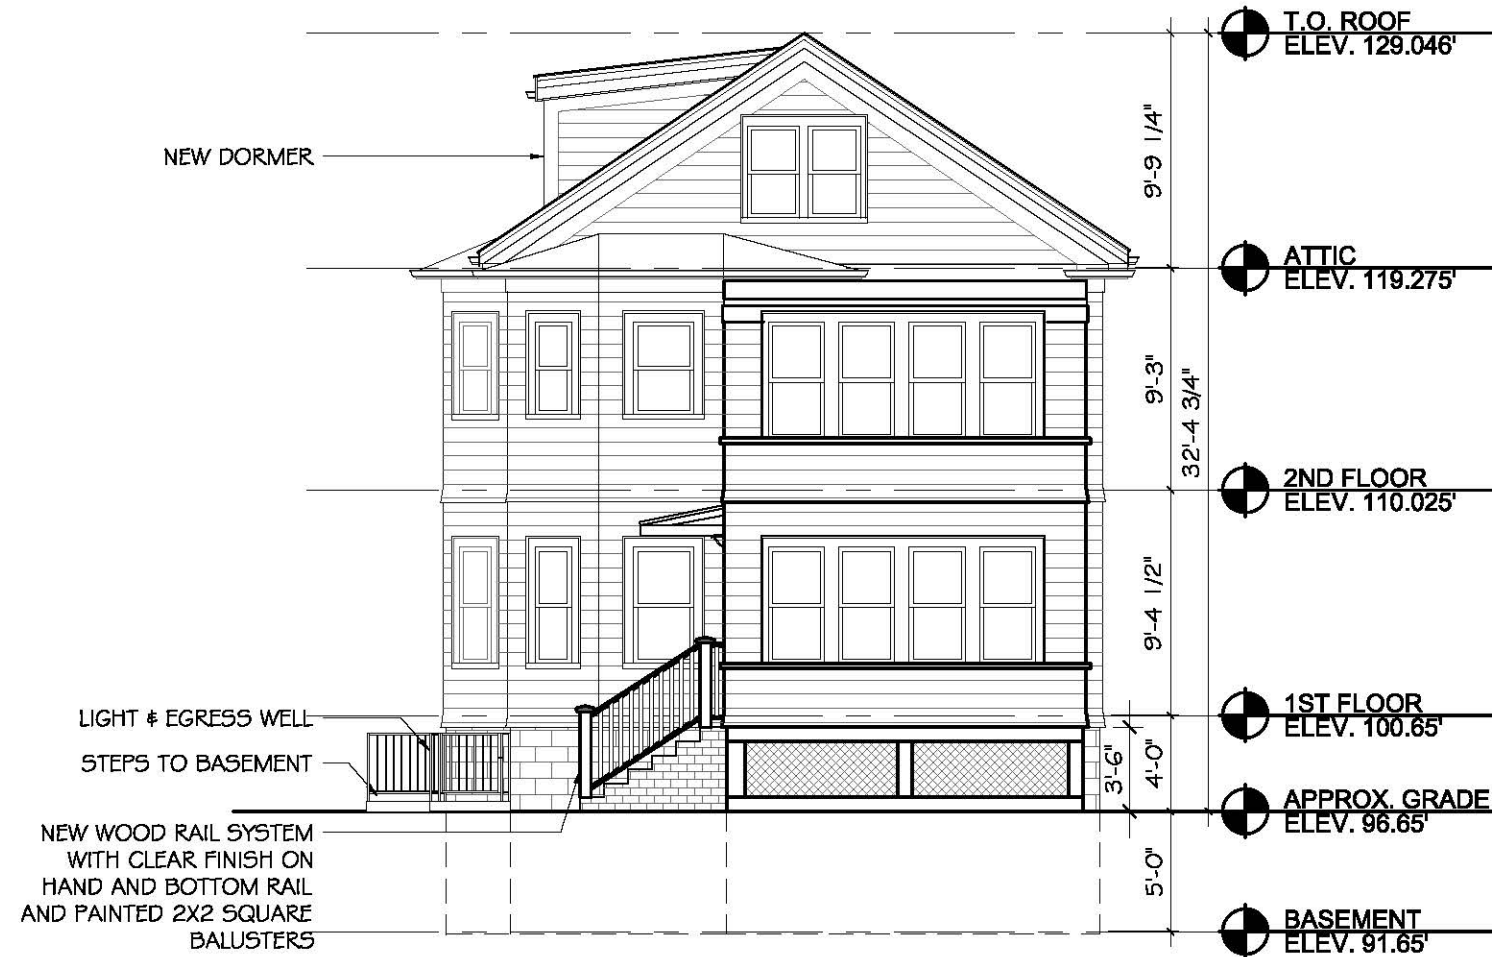 T.O. ROOF
ELEV. 129.046'
9'-9 1/4"
NEW DORMER
ATTIC
ELEV. 119.275'
9'-3"
32'-4 3/4"
2ND FLOOR
ELEV. 110.025'
9'-4 1/2"
1ST FLOOR
ELEV. 100.65'
LIGHT & EGRESS WELL
STEPS TO BASEMENT
3'-6"
4'-0"
APPROX. GRADE
ELEV. 96.65'
NEW WOOD RAIL SYSTEM
WITH CLEAR FINISH ON
HAND AND BOTTOM RAIL
AND PAINTED 2X2 SQUARE
BALUSTERS
5'-0"
BASEMENT
ELEV. 91.65'